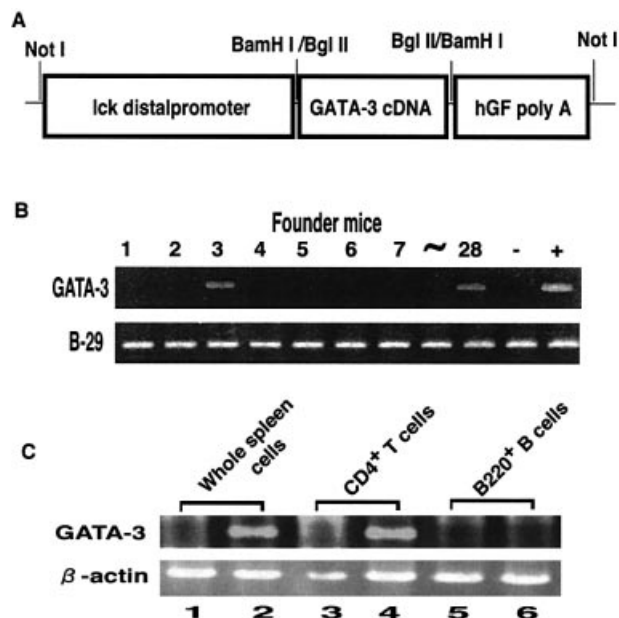 A
Not I
BamH I /Bgl II
Bgl II/BamH I
Not I
lck distalpromoter
GATA-3 cDNA
hGF poly A
B
Founder mice
1 2 3 4 5 6 7 ~ 28 - +
GATA-3
B-29
C
Whole spleen cells
CD4+ T cells
B220+ B cells
GATA-3
β-actin
1 2 3 4 5 6